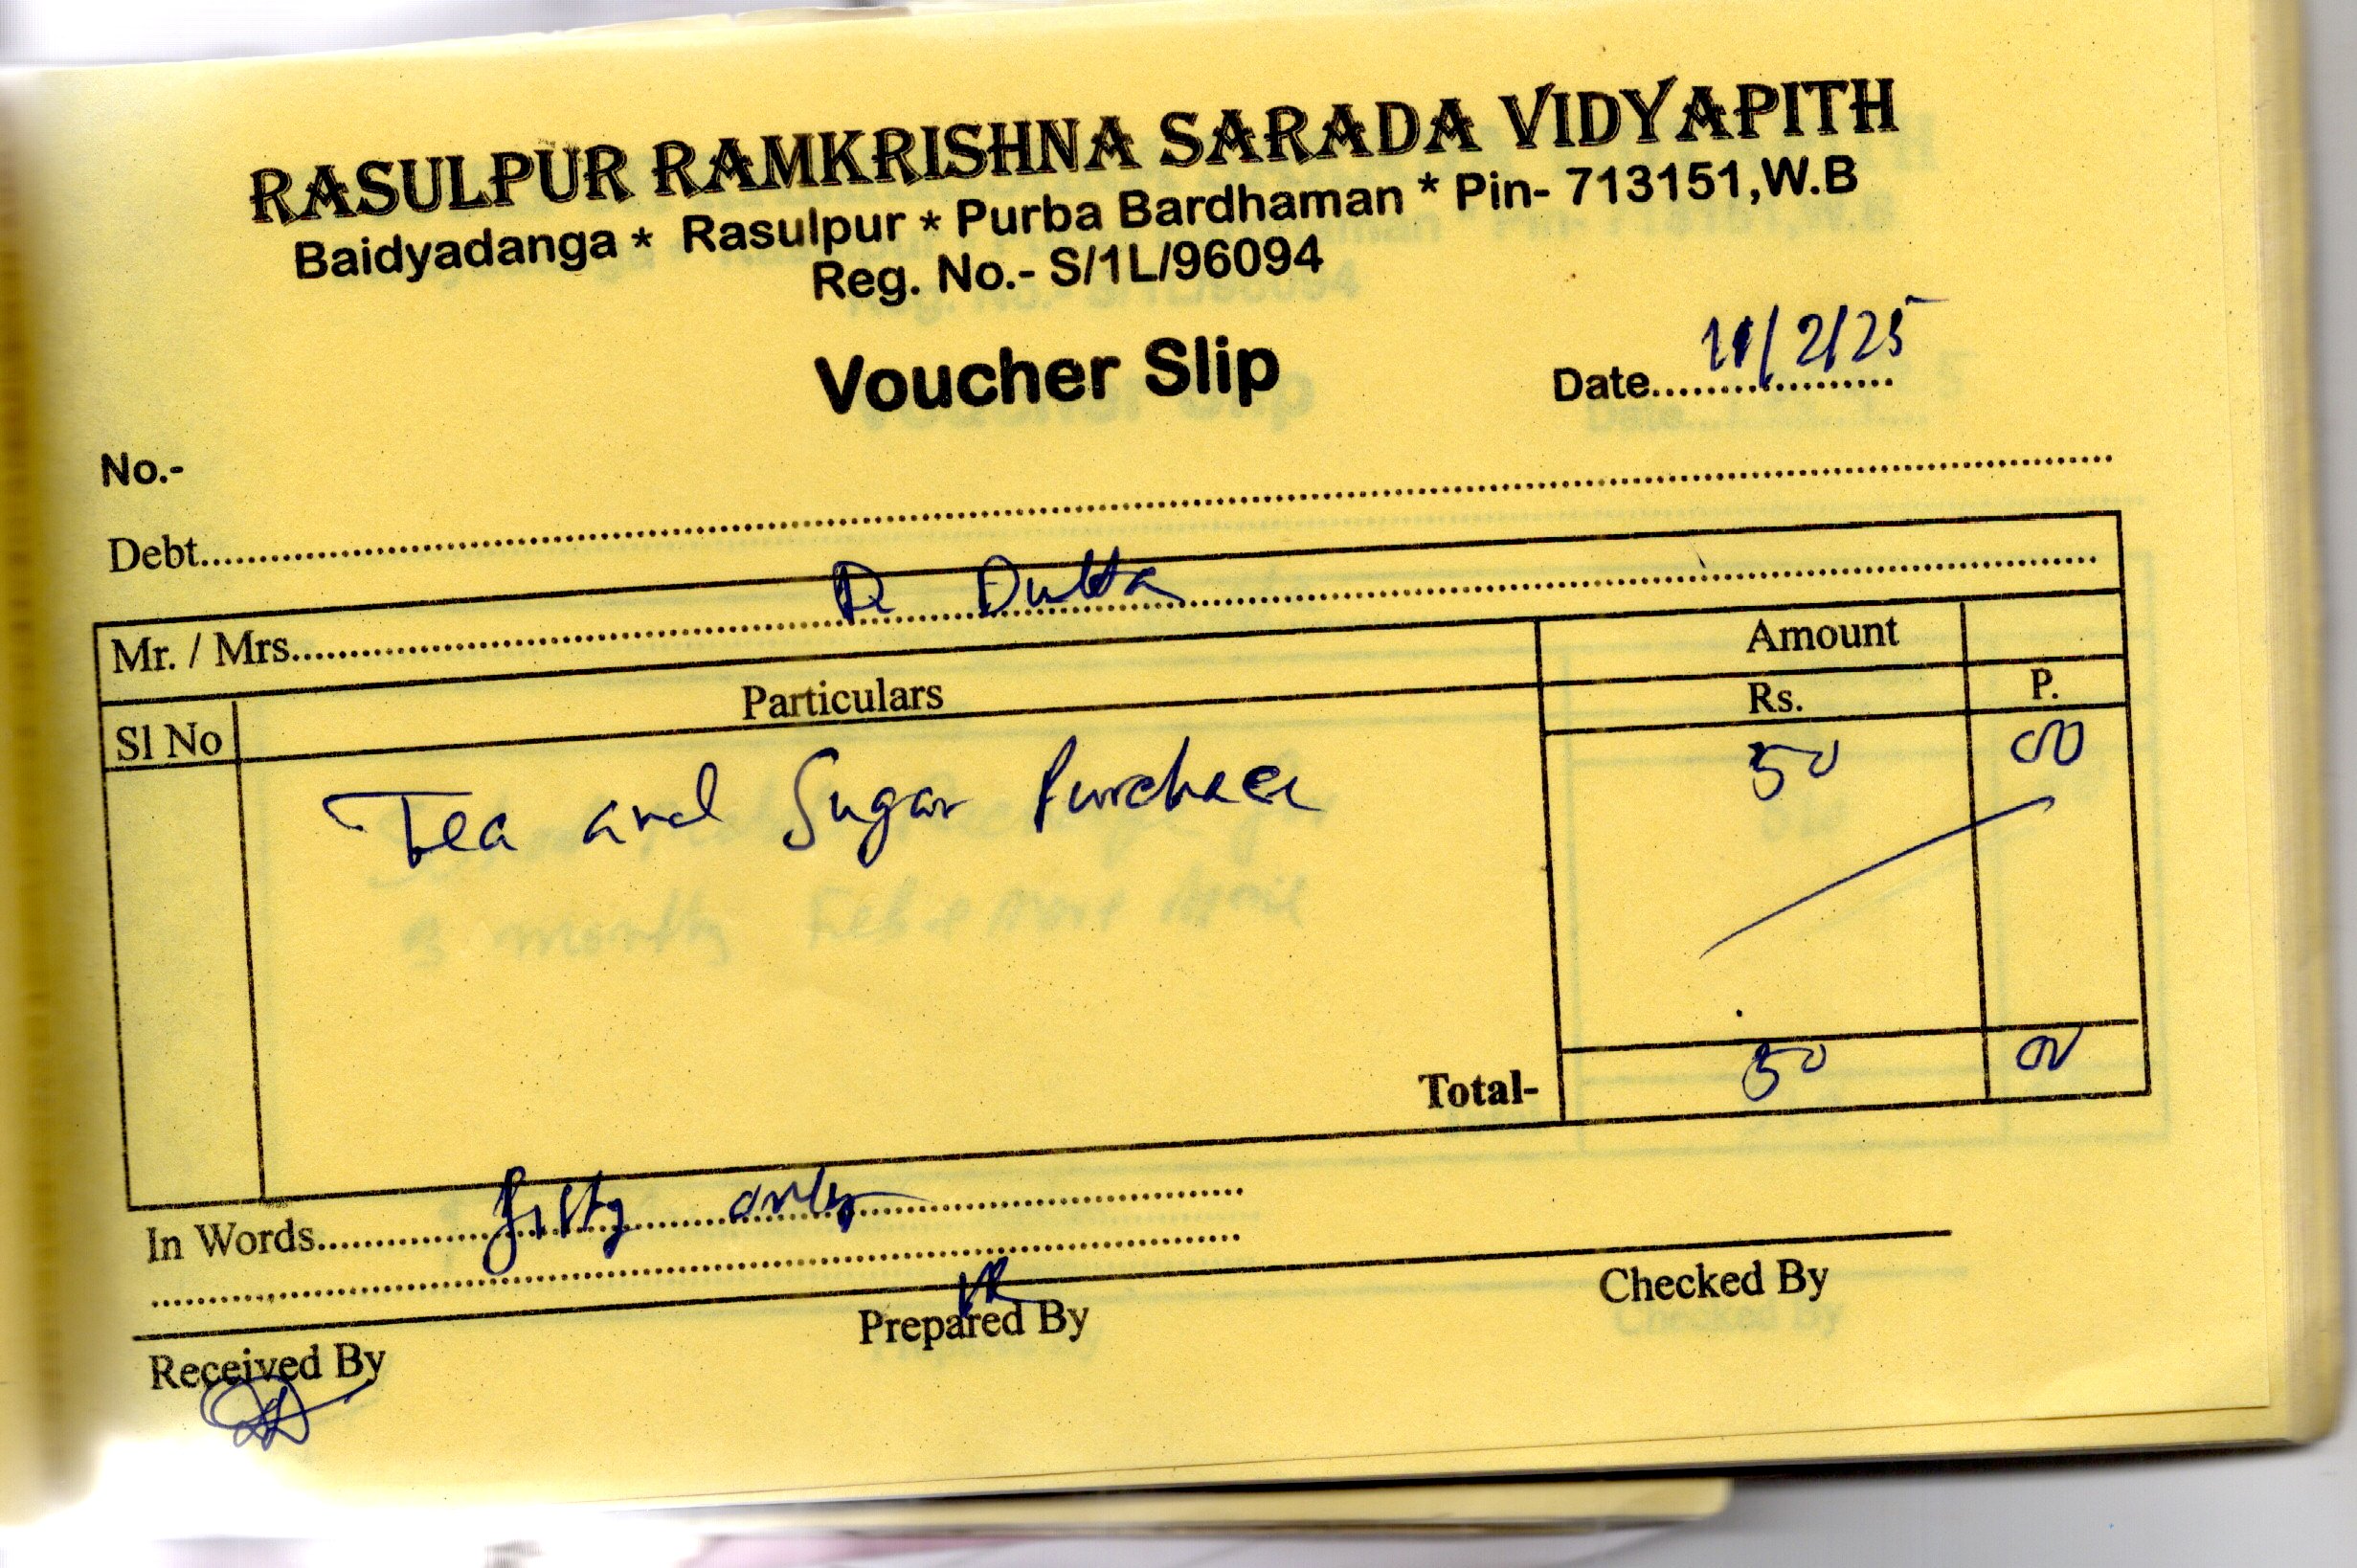 RASULPUR RAMKRISHNA SARADA VIDYAPITH
Baidyadanga * Rasulpur * Purba Bardhaman * Pin- 713151,W.B
Reg. No.- S/1L/96094
Voucher Slip
Date.................. /2/25
No.-
Debt..........
Mr. / Mrs.......... R Dutta
Sl No Particulars Amount
Rs. P.
Tea and Sugar Purchase 50 00
Total- 50 00
In Words.......... fifty only
Received By Prepared By Checked By